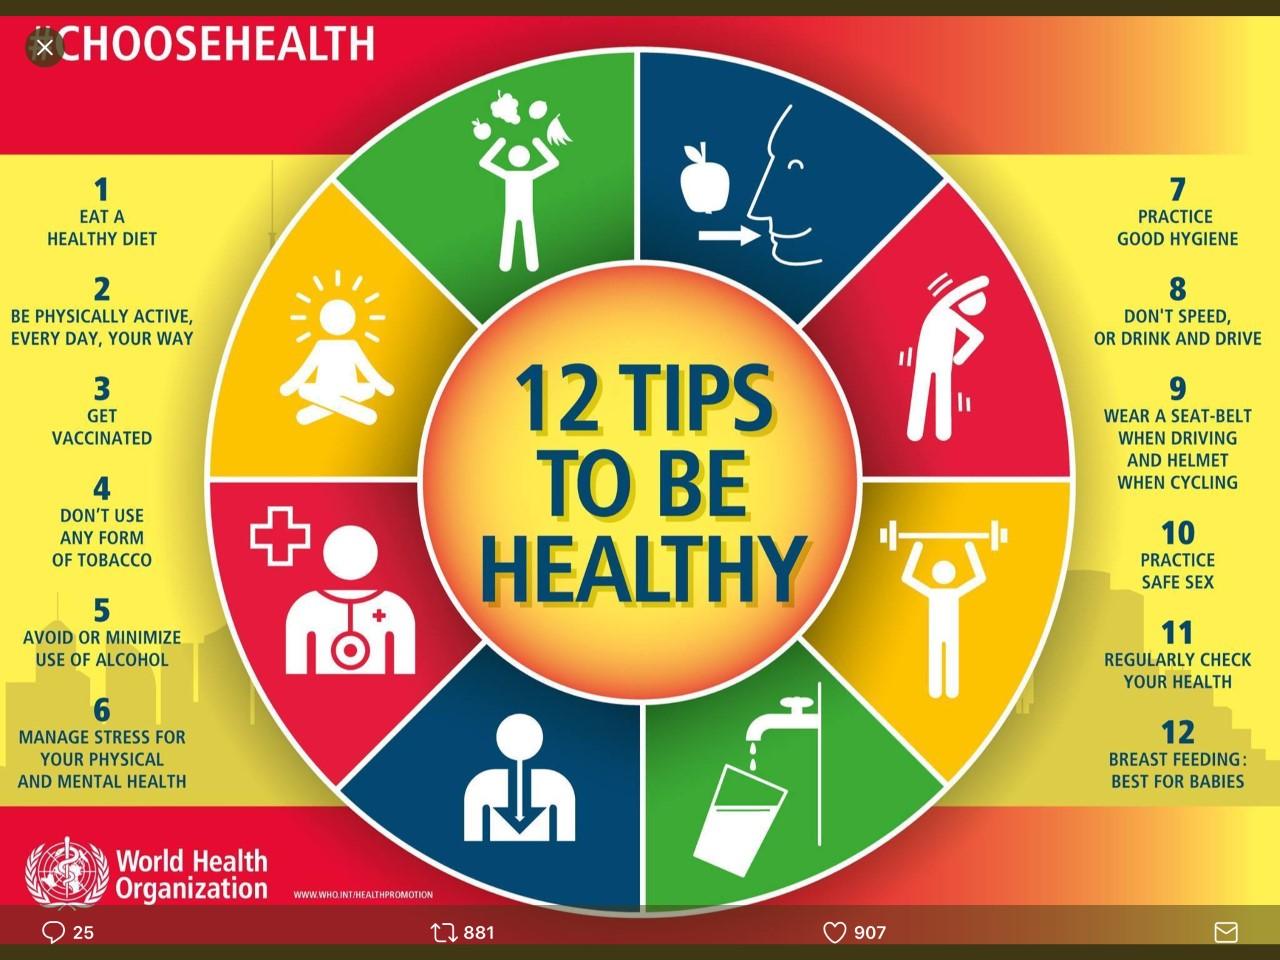 #CHOOSEHEALTH
1
EAT A
HEALTHY DIET
2
BE PHYSICALLY ACTIVE,
EVERY DAY, YOUR WAY
3
GET
VACCINATED
4
DON'T USE
ANY FORM
OF TOBACCO
5
AVOID OR MINIMIZE
USE OF ALCOHOL
6
MANAGE STRESS FOR
YOUR PHYSICAL
AND MENTAL HEALTH
12 TIPS
TO BE
HEALTHY
7
PRACTICE
GOOD HYGIENE
8
DON'T SPEED,
OR DRINK AND DRIVE
9
WEAR A SEAT-BELT
WHEN DRIVING
AND HELMET
WHEN CYCLING
10
PRACTICE
SAFE SEX
11
REGULARLY CHECK
YOUR HEALTH
12
BREAST FEEDING:
BEST FOR BABIES
World Health
Organization
WWW.WHO.INT/HEALTHPROMOTION
25
881
907